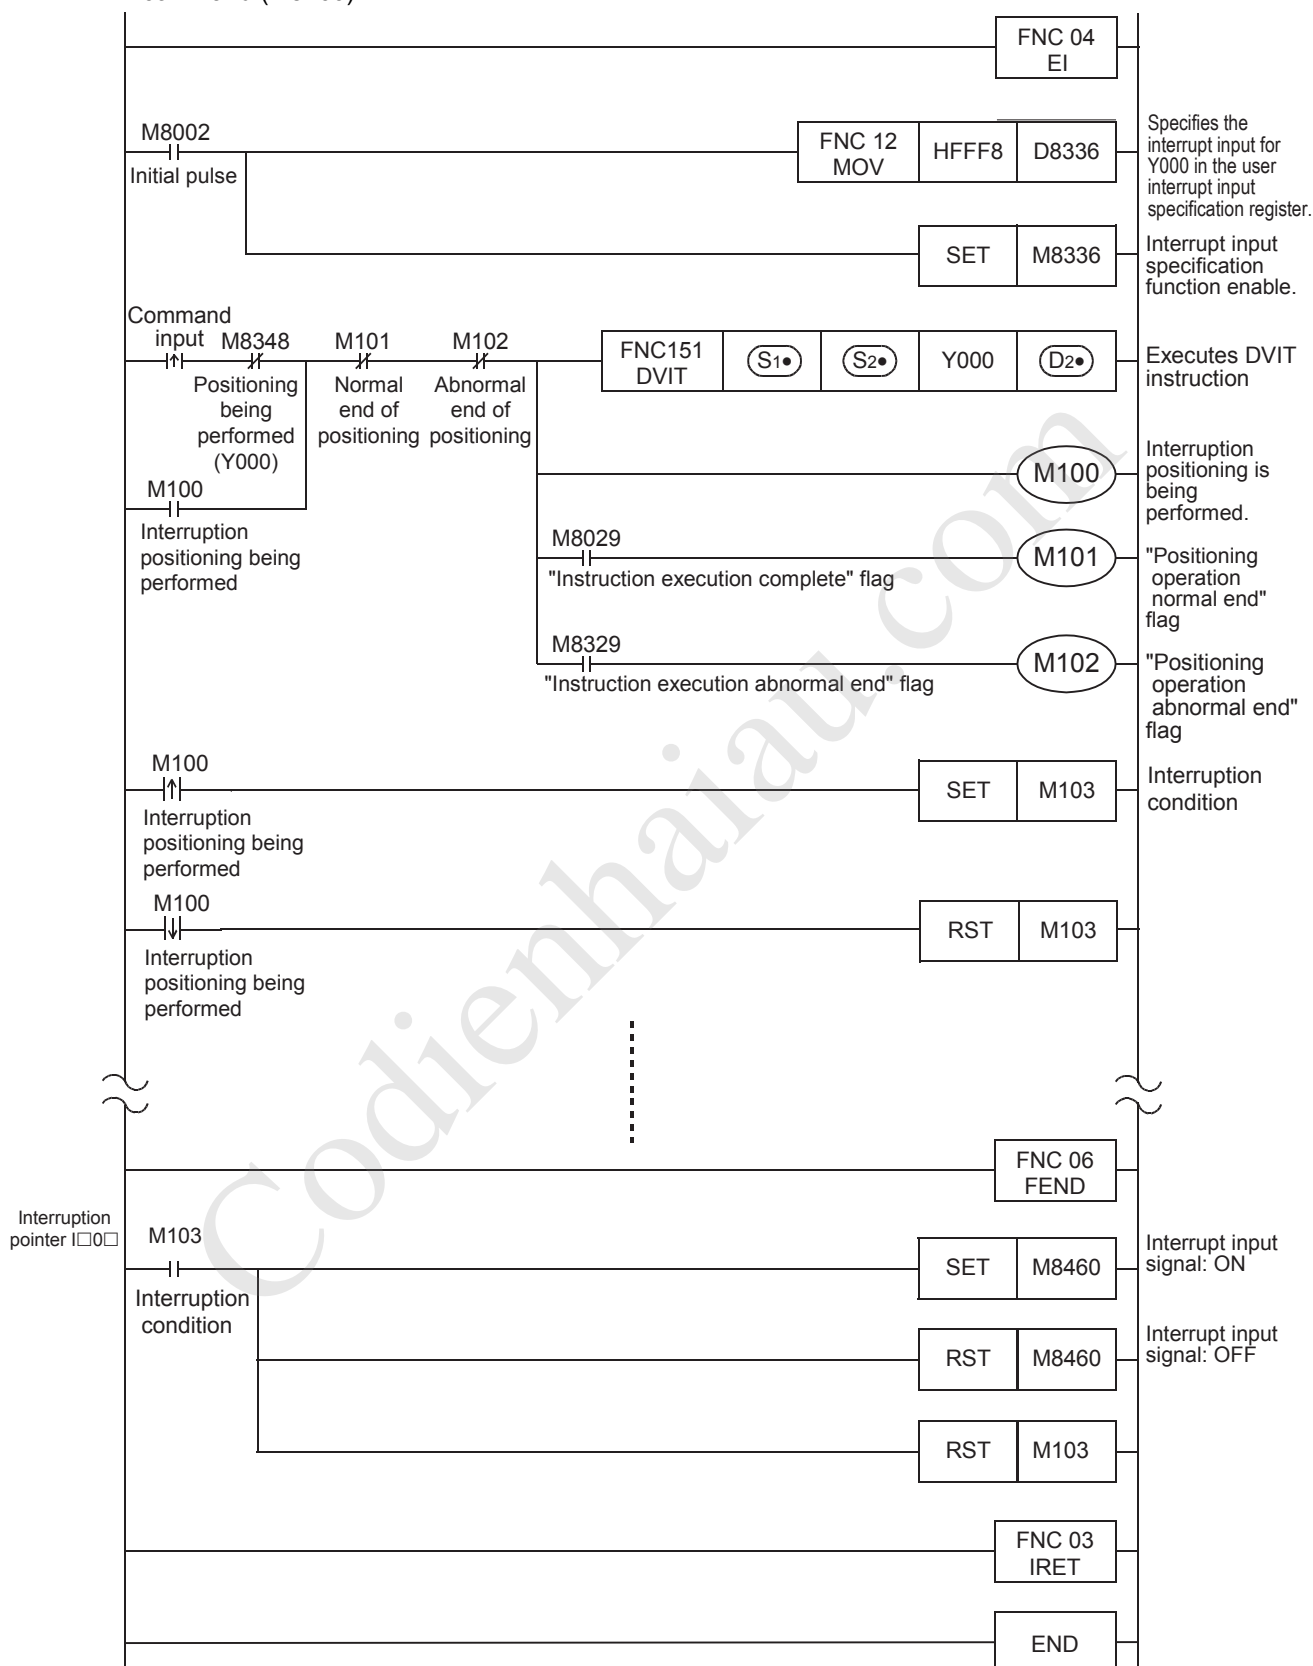 FNC 04
EI
M8002
Initial pulse
FNC 12
MOV
HFFF8
D8336
Specifies the
interrupt input for
Y000 in the user
interrupt input
specification register.
SET
M8336
Interrupt input
specification
function enable.
Command
input
M8348
M101
M102
Positioning
being
performed
(Y000)
Normal
end of
positioning
Abnormal
end of
positioning
FNC151
DVIT
S1•
S2•
Y000
D2•
Executes DVIT
instruction
M100
Interruption
positioning being
performed
M100
Interruption
positioning is
being
performed.
M8029
"Instruction execution complete" flag
M101
"Positioning
operation
normal end"
flag
M8329
"Instruction execution abnormal end" flag
M102
"Positioning
operation
abnormal end"
flag
M100
Interruption
positioning being
performed
SET
M103
Interruption
condition
M100
Interruption
positioning being
performed
RST
M103
FNC 06
FEND
Interruption
pointer I□0□
M103
Interruption
condition
SET
M8460
Interrupt input
signal: ON
RST
M8460
Interrupt input
signal: OFF
RST
M103
FNC 03
IRET
END
Codienhaiau.com